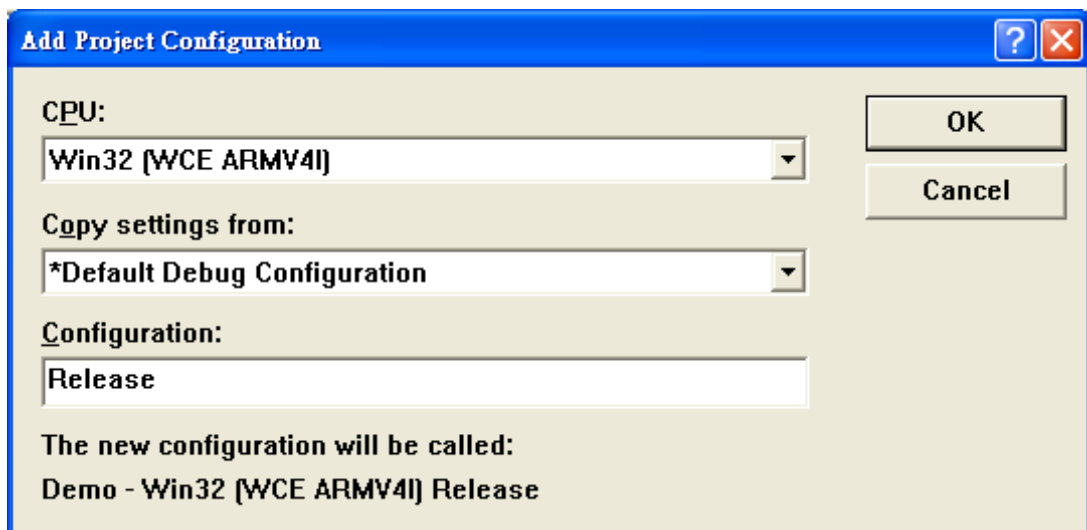 Add Project Configuration
CPU:
OK
Win32 (WCE ARMV4I)
Cancel
Copy settings from:
*Default Debug Configuration
Configuration:
Release
The new configuration will be called:
Demo - Win32 (WCE ARMV4I) Release